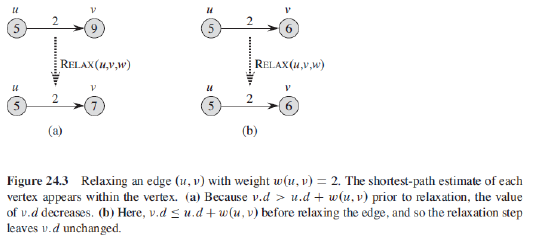 u v u v
5 2 9 5 2 6
RELAX(u,v,w) RELAX(u,v,w)
u v u v
5 2 7 5 2 6
(a) (b)
Figure 24.3 Relaxing an edge (u, v) with weight w(u, v) = 2. The shortest-path estimate of each
vertex appears within the vertex. (a) Because v.d > u.d + w(u, v) prior to relaxation, the value
of v.d decreases. (b) Here, v.d ≤ u.d + w(u, v) before relaxing the edge, and so the relaxation step
leaves v.d unchanged.